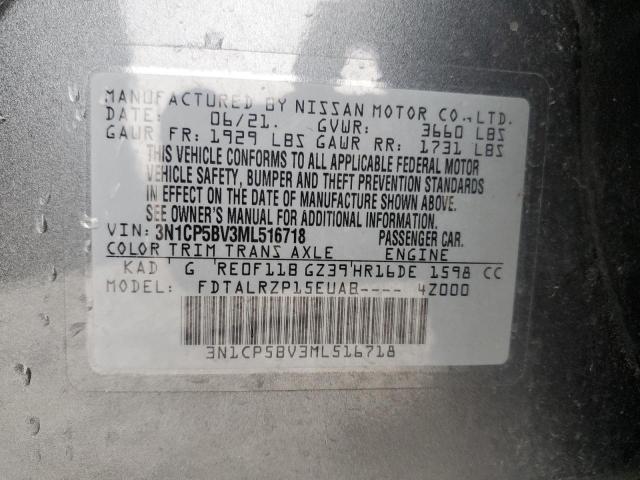 MANUFACTURED BY NISSAN MOTOR CO., LTD.
DATE: 06/21. GVWR: 3660 LBS
GAWR FR: 1929 LBS GAWR RR: 1731 LBS
THIS VEHICLE CONFORMS TO ALL APPLICABLE FEDERAL MOTOR
VEHICLE SAFETY, BUMPER AND THEFT PREVENTION STANDARDS
IN EFFECT ON THE DATE OF MANUFACTURE SHOWN ABOVE.
SEE OWNER'S MANUAL FOR ADDITIONAL INFORMATION.
VIN: 3N1CP5BV3ML516718 PASSENGER CAR.
COLOR TRIM TRANS AXLE ENGINE
KAD G RE0F11B GZ39 HR16DE 1598 CC
MODEL: FDTALRZP15EUAB---- 4Z000
3N1CP5BV3ML516718